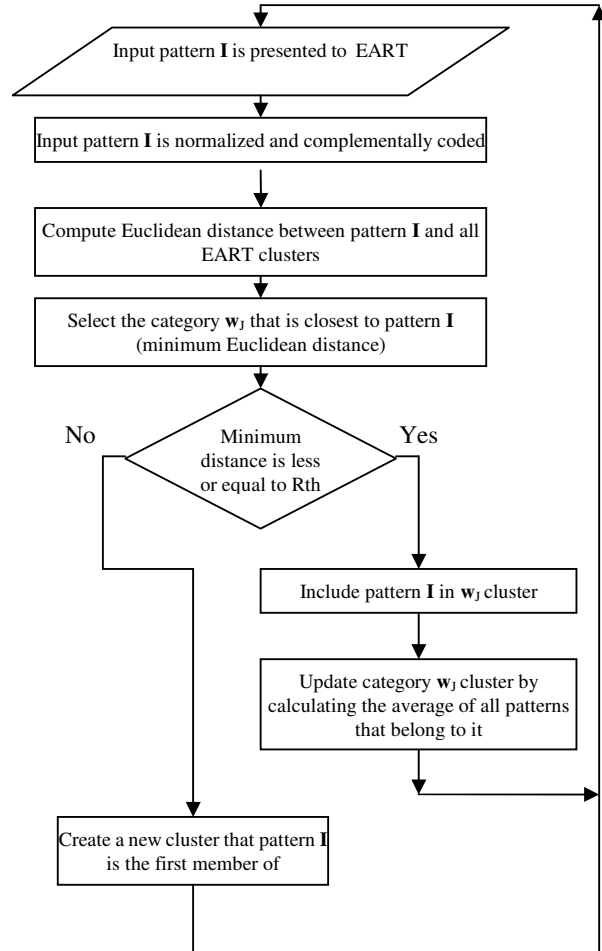 Input pattern I is presented to EART
Input pattern I is normalized and complementally coded
Compute Euclidean distance between pattern I and all
EART clusters
Select the category wJ that is closest to pattern I
(minimum Euclidean distance)
No
Yes
Minimum
distance is less
or equal to Rth
Include pattern I in wJ cluster
Update category wJ cluster by
calculating the average of all patterns
that belong to it
Create a new cluster that pattern I
is the first member of